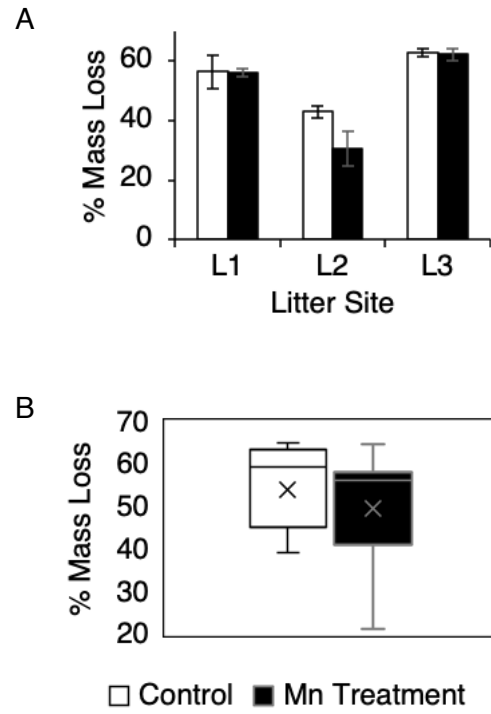 A
% Mass Loss
60
40
20
0
L1 L2 L3
Litter Site
B
% Mass Loss
70
60
50
40
30
20
Control Mn Treatment